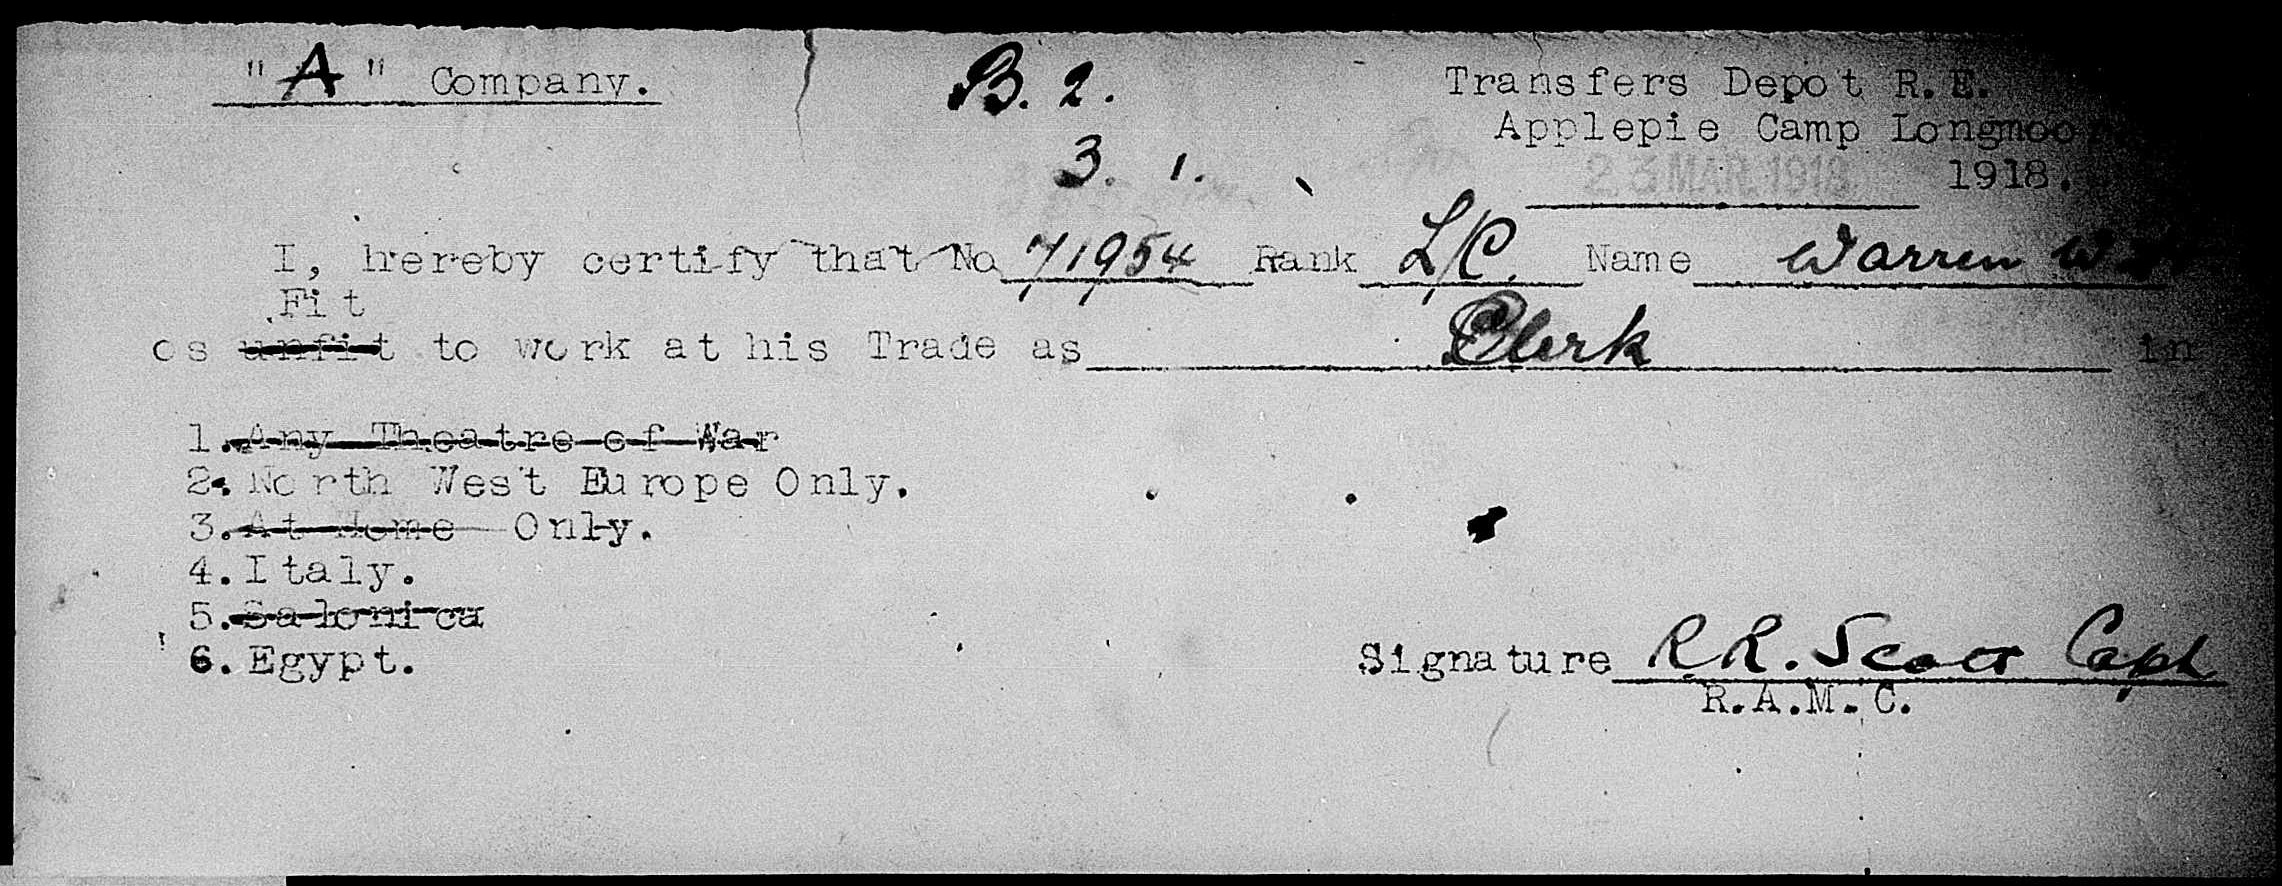 "A" Company. B. 2. Transfers Depot R.E.
Applepie Camp Longmoor
3. 1. 23 MAR. 1918 1918.
I, hereby certify that No 71954 Rank L/C. Name Warren W
Fit
os unfit to work at his Trade as Clerk in
1. Any Theatre of War
2. North West Europe Only.
3. At Home Only.
4. Italy.
5. Salonica
6. Egypt.
Signature R.R. Scott Capt
R.A.M.C.